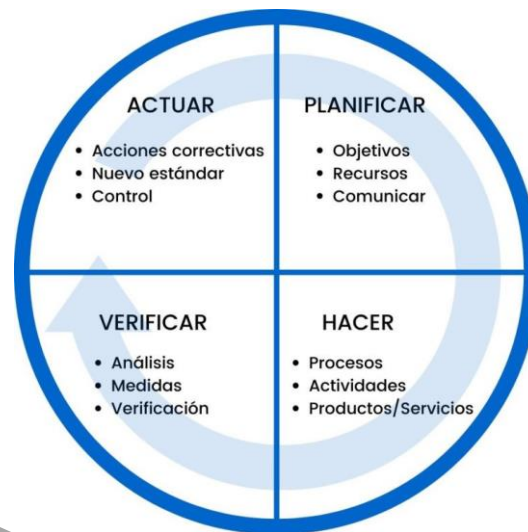 ACTUAR
• Acciones correctivas
• Nuevo estándar
• Control
PLANIFICAR
• Objetivos
• Recursos
• Comunicar
VERIFICAR
• Análisis
• Medidas
• Verificación
HACER
• Procesos
• Actividades
• Productos/Servicios